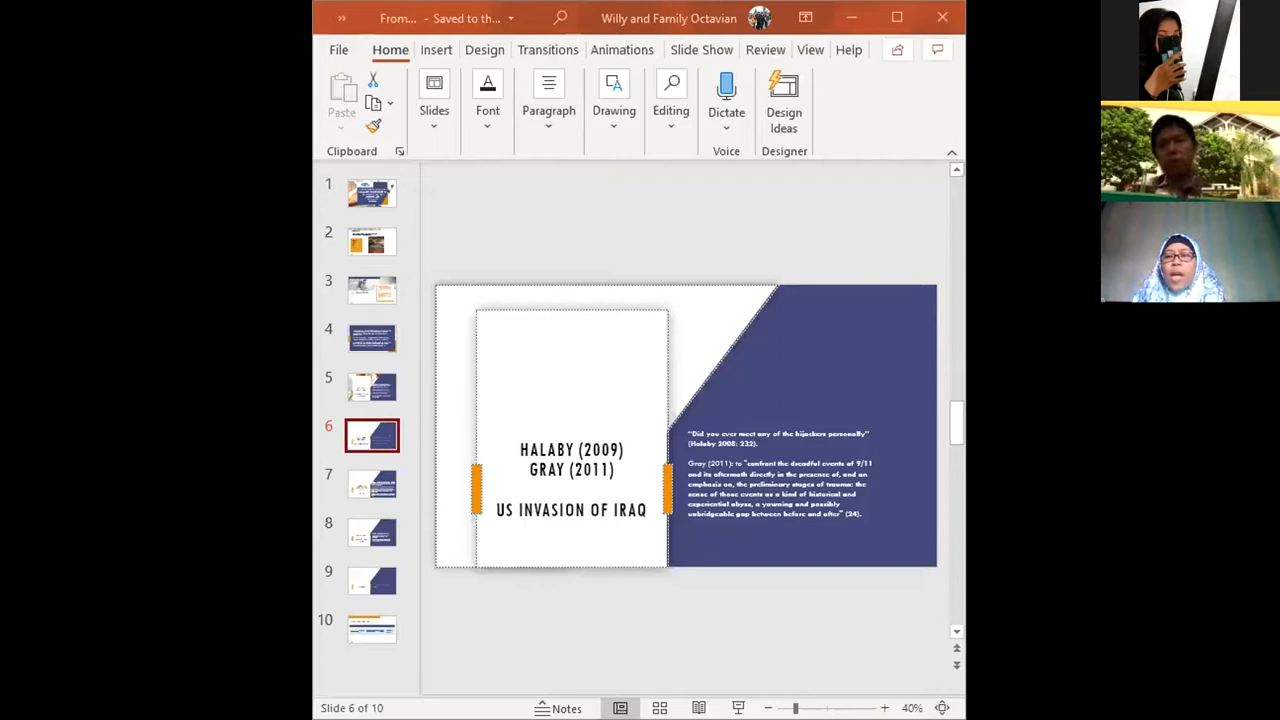 From... - Saved to th...
Willy and Family Octavian
File
Home
Insert
Design
Transitions
Animations
Slide Show
Review
View
Help
Paste
Slides
Font
Paragraph
Drawing
Editing
Dictate
Design
Ideas
Clipboard
Voice
Designer
1
2
3
4
5
6
7
8
9
10
HALABY (2009)
GRAY (2011)
US INVASION OF IRAQ
"Did you ever meet any of the hijackers personally"
(Halaby 2008: 232).
Gray (2011): to "confront the dreadful events of 9/11
and its aftermath directly in the presence of, and an
emphasis on, the preliminary stages of trauma: the
sense of those events as a kind of historical and
experiential abyss, a yawning and possibly
unbridgeable gap between before and after" (24).
Slide 6 of 10
Notes
40%